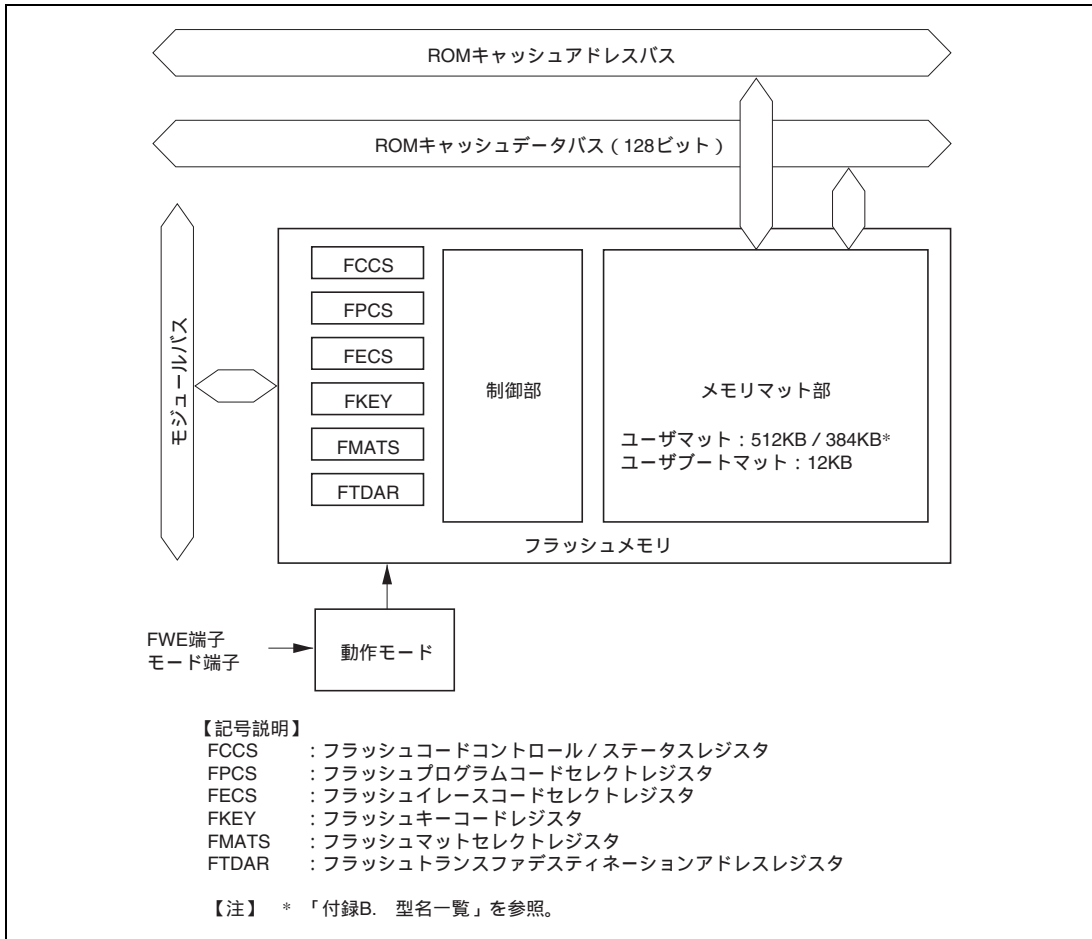 ROMキャッシュアドレスバス
ROMキャッシュデータバス（128ビット）
モジュールバス
FCCS
FPCS
FECS
FKEY
FMATS
FTDAR
制御部
メモリマット部
ユーザマット：512KB / 384KB*
ユーザブートマット：12KB
フラッシュメモリ
FWE端子
モード端子
動作モード
【記号説明】
FCCS ：フラッシュコードコントロール / ステータスレジスタ
FPCS ：フラッシュプログラムコードセレクトレジスタ
FECS ：フラッシュイレースコードセレクトレジスタ
FKEY ：フラッシュキーコードレジスタ
FMATS ：フラッシュマットセレクトレジスタ
FTDAR ：フラッシュトランスファデスティネーションアドレスレジスタ
【注】 * 「付録B. 型名一覧」を参照。